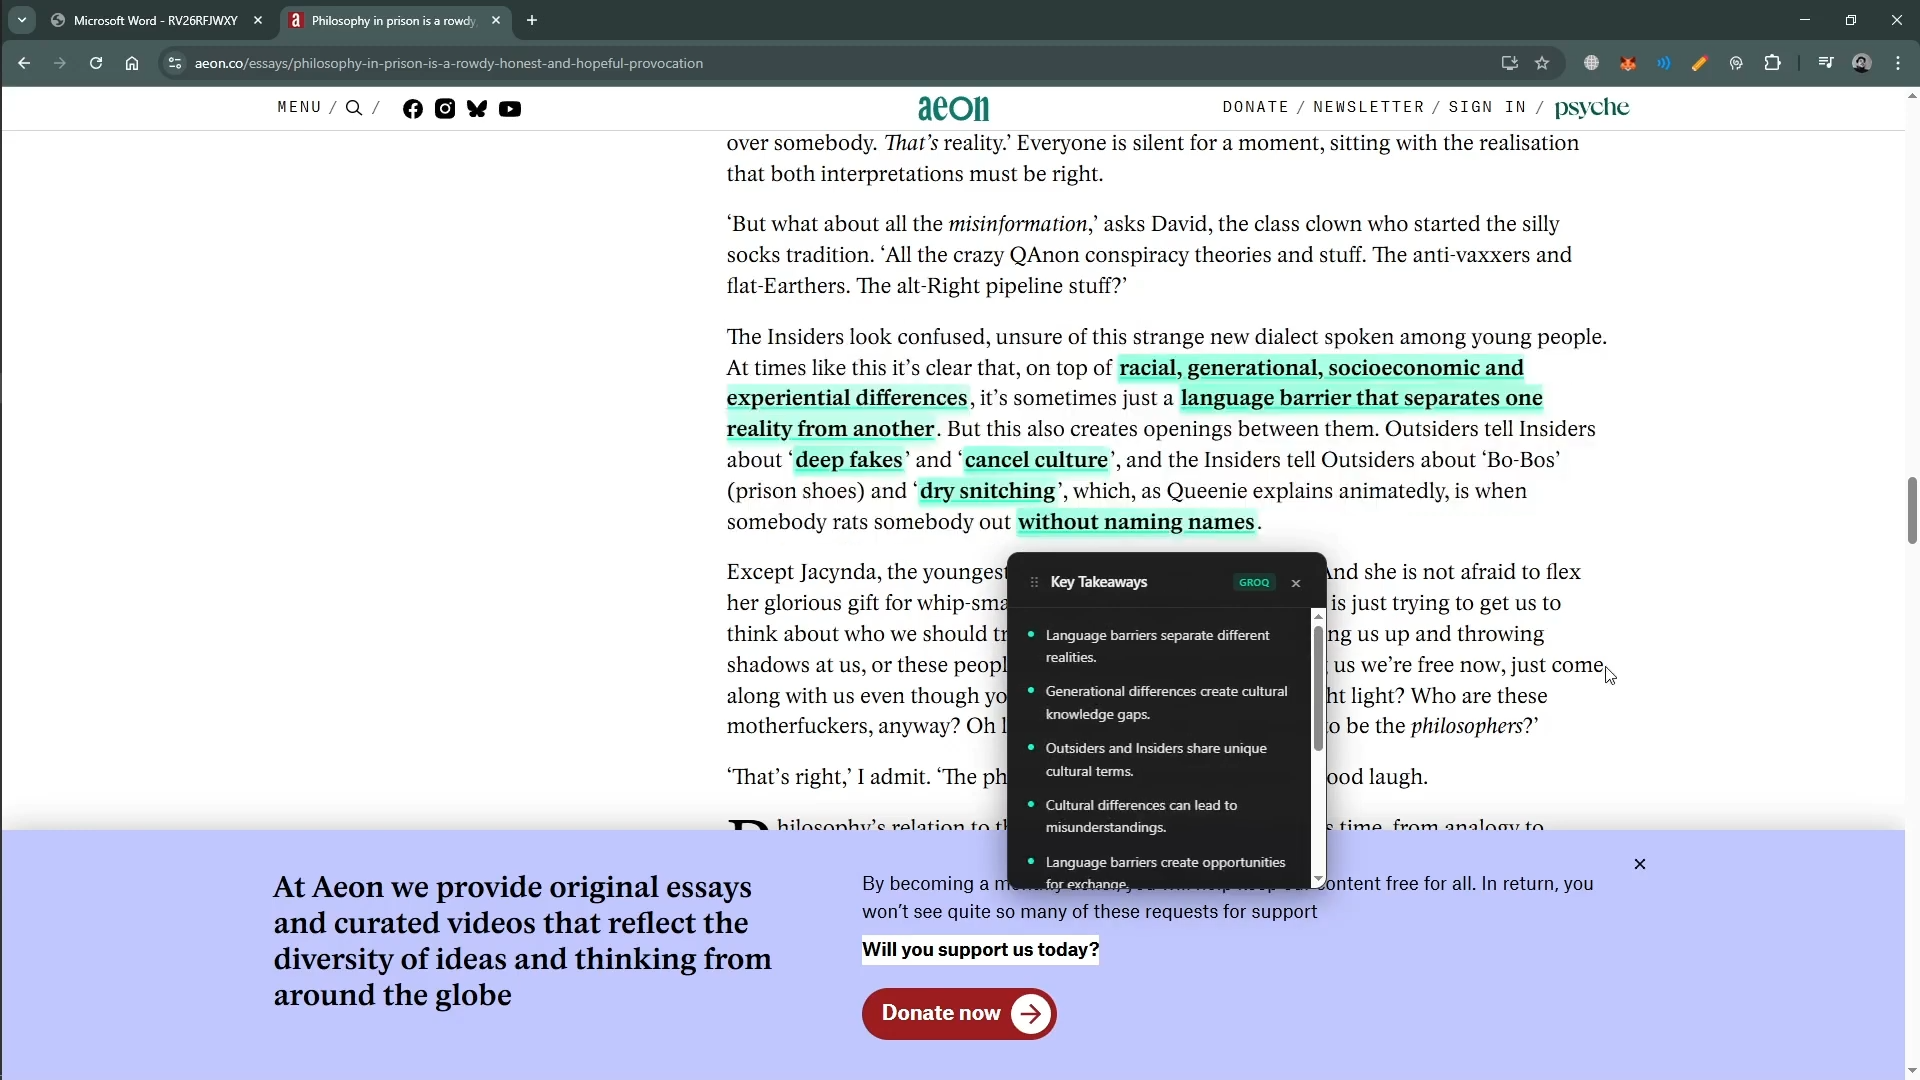 Microsoft Word - RV26RFJWXY
Philosophy in prison is a rowdy,
aeon.co/essays/philosophy-in-prison-is-a-rowdy-honest-and-hopeful-provocation
MENU / /
aeon
DONATE / NEWSLETTER / SIGN IN / psyche
over somebody. That’s reality.’ Everyone is silent for a moment, sitting with the realisation
that both interpretations must be right.
‘But what about all the misinformation,’ asks David, the class clown who started the silly
socks tradition. ‘All the crazy QAnon conspiracy theories and stuff. The anti-vaxxers and
flat-Earthers. The alt-Right pipeline stuff?’
The Insiders look confused, unsure of this strange new dialect spoken among young people.
At times like this it’s clear that, on top of racial, generational, socioeconomic and
experiential differences, it’s sometimes just a language barrier that separates one
reality from another. But this also creates openings between them. Outsiders tell Insiders
about ‘deep fakes’ and ‘cancel culture’, and the Insiders tell Outsiders about ‘Bo-Bos’
(prison shoes) and ‘dry snitching’, which, as Queenie explains animatedly, is when
somebody rats somebody out without naming names.
Except Jacynda, the youngest And she is not afraid to flex
her glorious gift for whip-sma is just trying to get us to
think about who we should tr ng us up and throwing
shadows at us, or these peopl us we’re free now, just come
along with us even though yo ht light? Who are these
motherfuckers, anyway? Oh l o be the philosophers?’
‘That’s right,’ I admit. ‘The ph ood laugh.
hilosophy’s relation to th s time, from analogy to
Key Takeaways GROQ
Language barriers separate different
realities.
Generational differences create cultural
knowledge gaps.
Outsiders and Insiders share unique
cultural terms.
Cultural differences can lead to
misunderstandings.
Language barriers create opportunities
for exchange.
At Aeon we provide original essays
and curated videos that reflect the
diversity of ideas and thinking from
around the globe
By becoming a content free for all. In return, you
won’t see quite so many of these requests for support
Will you support us today?
Donate now